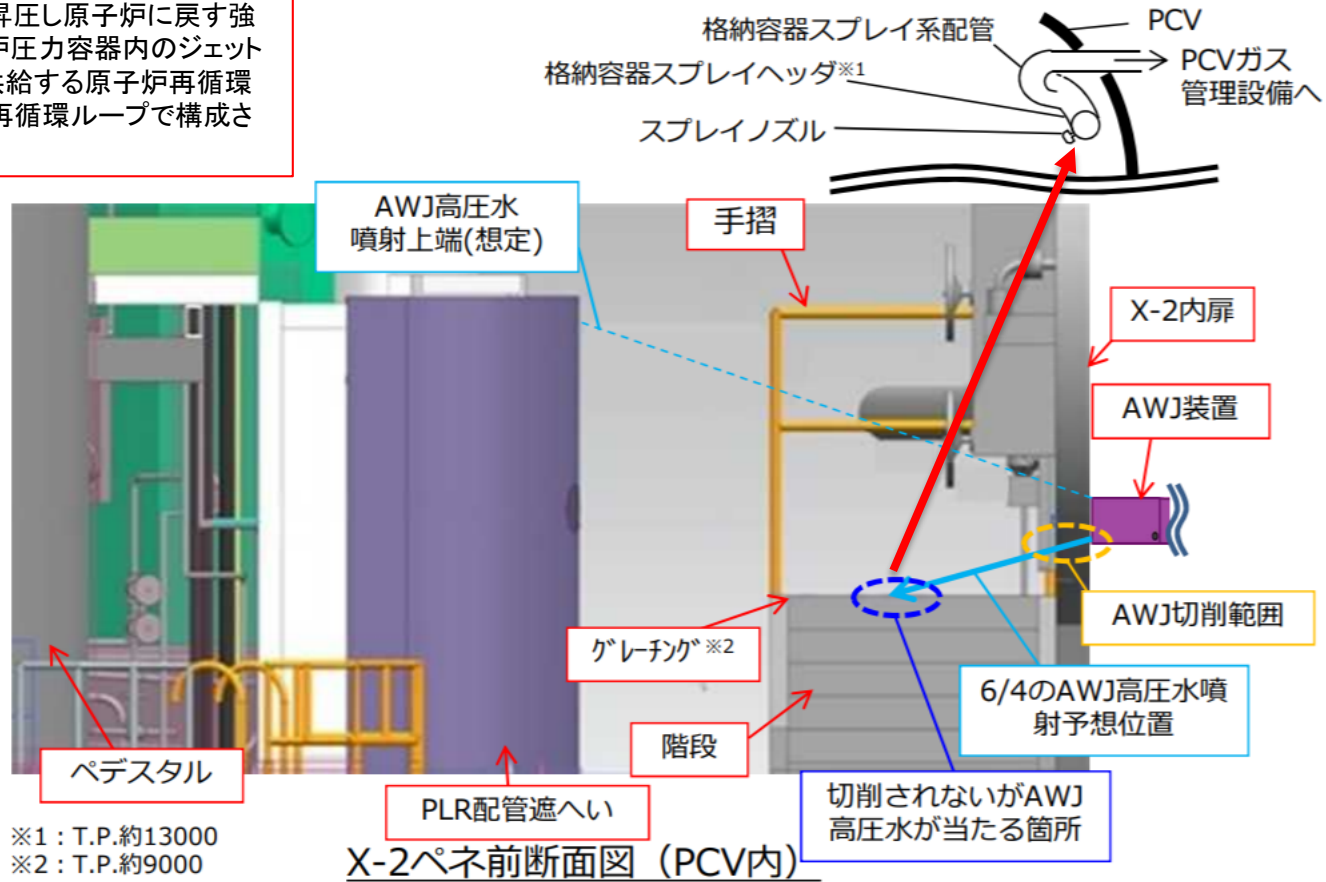 昇圧し原子炉に戻す強
炉圧力容器内のジェット
共給する原子炉再循環
再循環ループで構成さ
格納容器スプレイ系配管
PCV
格納容器スプレイヘッダ※1
PCVガス
管理設備へ
スプレイノズル
AWJ高圧水
噴射上端(想定)
手摺
X-2内扉
AWJ装置
AWJ切削範囲
グレーチング※2
6/4のAWJ高圧水噴
射予想位置
階段
ペデスタル
PLR配管遮へい
切削されないがAWJ
高圧水が当たる箇所
※1：T.P.約13000
※2：T.P.約9000
X-2ペネ前断面図（PCV内）